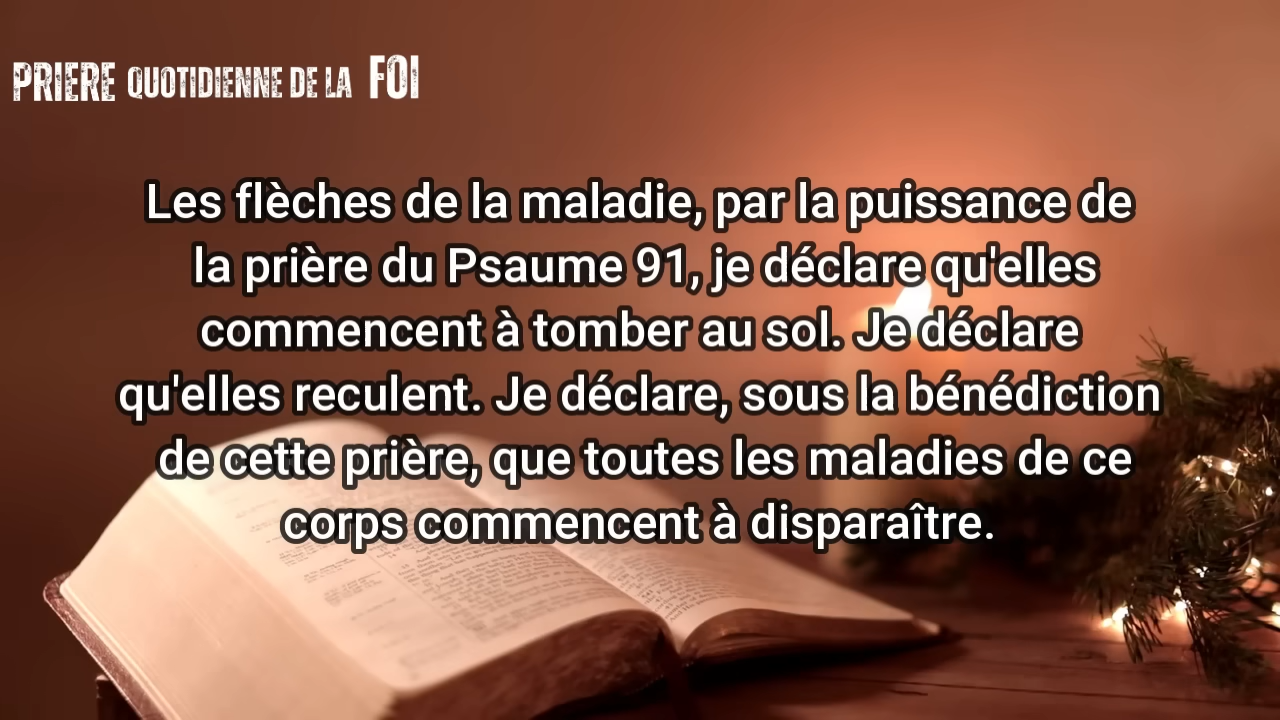 PRIERE QUOTIDIENNE DE LA FOI
Les flèches de la maladie, par la puissance de
la prière du Psaume 91, je déclare qu'elles
commencent à tomber au sol. Je déclare
qu'elles reculent. Je déclare, sous la bénédiction
de cette prière, que toutes les maladies de ce
corps commencent à disparaître.